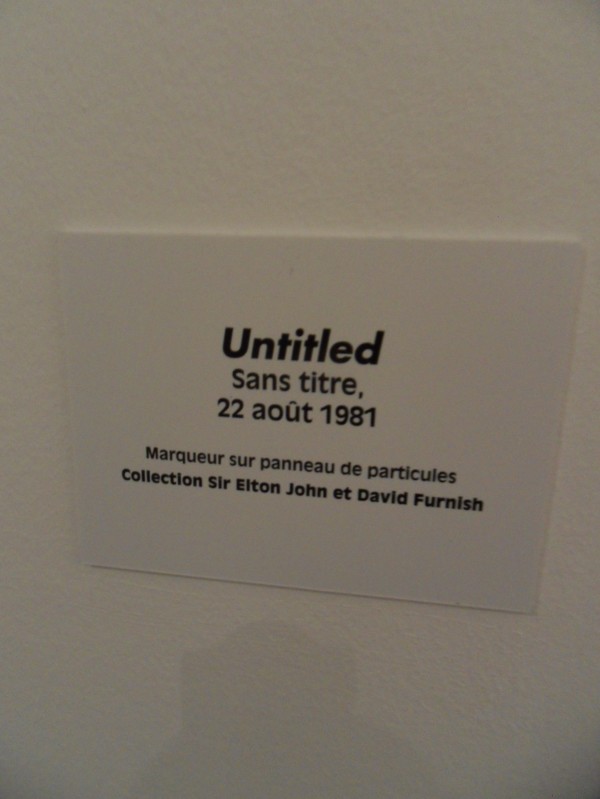 Untitled
Sans titre,
22 août 1981
Marqueur sur panneau de particules
Collection Sir Elton John et David Furnish